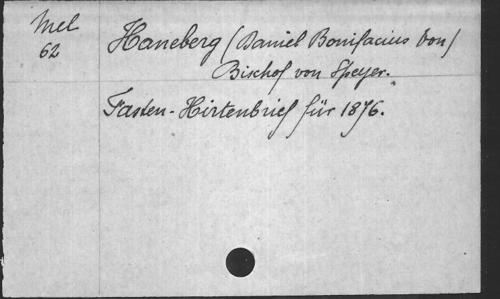 Mel
62
Haneberg (Daniel Bonifacius von)
Bischof von Speyer.
Fasten-Hirtenbrief für 1876.